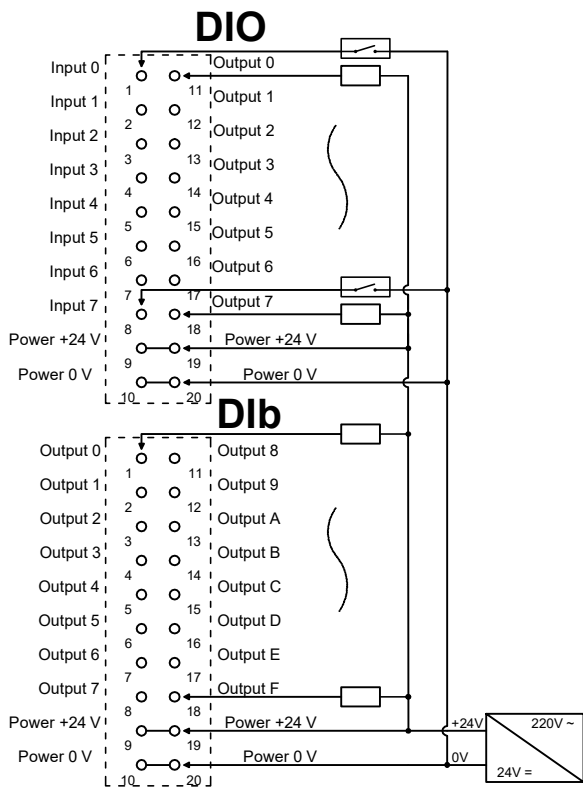 DIO
Input 0
Output 0
1
11
Input 1
Output 1
2
12
Input 2
Output 2
3
13
Input 3
Output 3
4
14
Input 4
Output 4
5
15
Input 5
Output 5
6
16
Input 6
Output 6
7
17
Input 7
Output 7
8
18
Power +24 V
Power +24 V
9
19
Power 0 V
Power 0 V
10
20
DIb
Output 0
Output 8
1
11
Output 1
Output 9
2
12
Output 2
Output A
3
13
Output 3
Output B
4
14
Output 4
Output C
5
15
Output 5
Output D
6
16
Output 6
Output E
7
17
Output 7
Output F
8
18
Power +24 V
Power +24 V
+24V
220V ~
9
19
Power 0 V
Power 0 V
0V
24V =
10
20